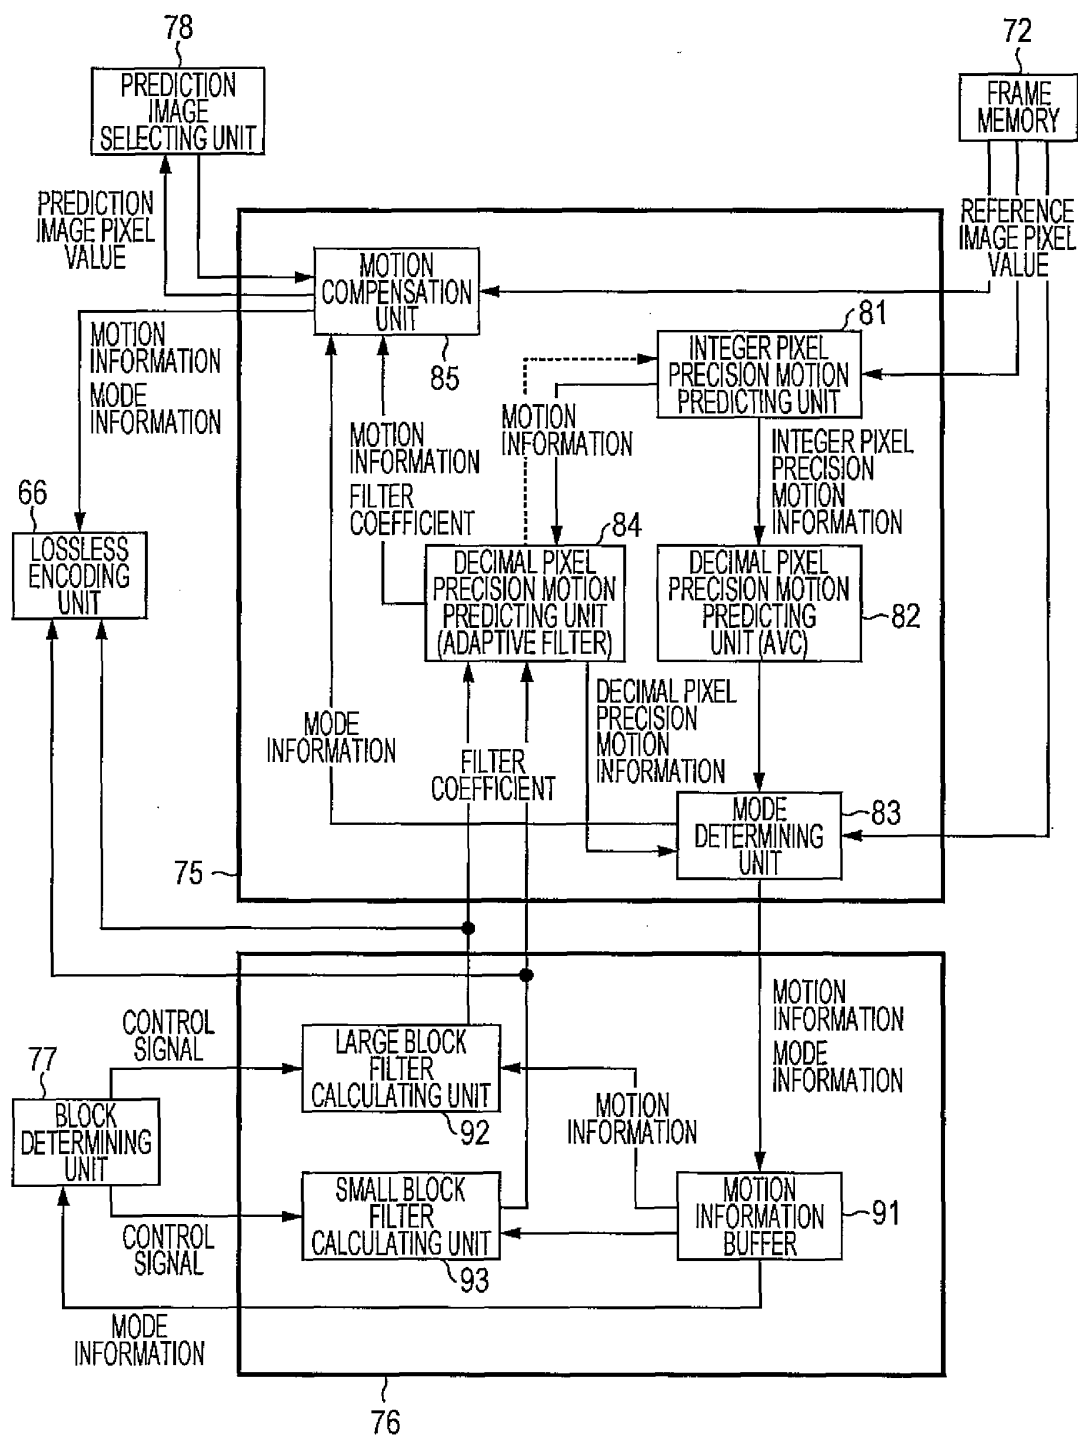 78
PREDICTION
IMAGE
SELECTING UNIT
72
FRAME
MEMORY
PREDICTION
IMAGE PIXEL
VALUE
REFERENCE
IMAGE PIXEL
VALUE
MOTION
COMPENSATION
UNIT
85
81
INTEGER PIXEL
PRECISION MOTION
PREDICTING UNIT
MOTION
INFORMATION
MODE
INFORMATION
MOTION
INFORMATION
FILTER
COEFFICIENT
MOTION
INFORMATION
INTEGER PIXEL
PRECISION
MOTION
INFORMATION
66
LOSSLESS
ENCODING
UNIT
84
DECIMAL PIXEL
PRECISION MOTION
PREDICTING UNIT
(ADAPTIVE FILTER)
DECIMAL PIXEL
PRECISION MOTION
PREDICTING
UNIT (AVC)
82
MODE
INFORMATION
FILTER
COEFFICIENT
DECIMAL PIXEL
PRECISION
MOTION
INFORMATION
MODE
DETERMINING
UNIT
83
75
CONTROL
SIGNAL
LARGE BLOCK
FILTER
CALCULATING UNIT
92
MOTION
INFORMATION
MODE
INFORMATION
77
BLOCK
DETERMINING
UNIT
MOTION
INFORMATION
SMALL BLOCK
FILTER
CALCULATING UNIT
93
MOTION
INFORMATION
BUFFER
91
CONTROL
SIGNAL
MODE
INFORMATION
76